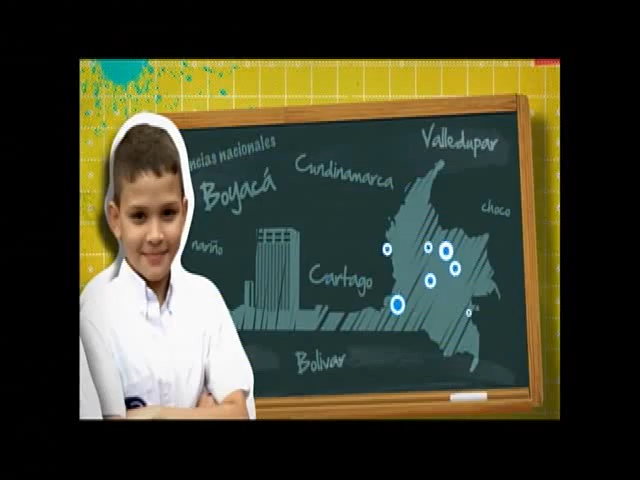 ncias nacionales
Valledupar
Cundinamarca
Boyacá
choco
nariño
Cartago
Bolivar